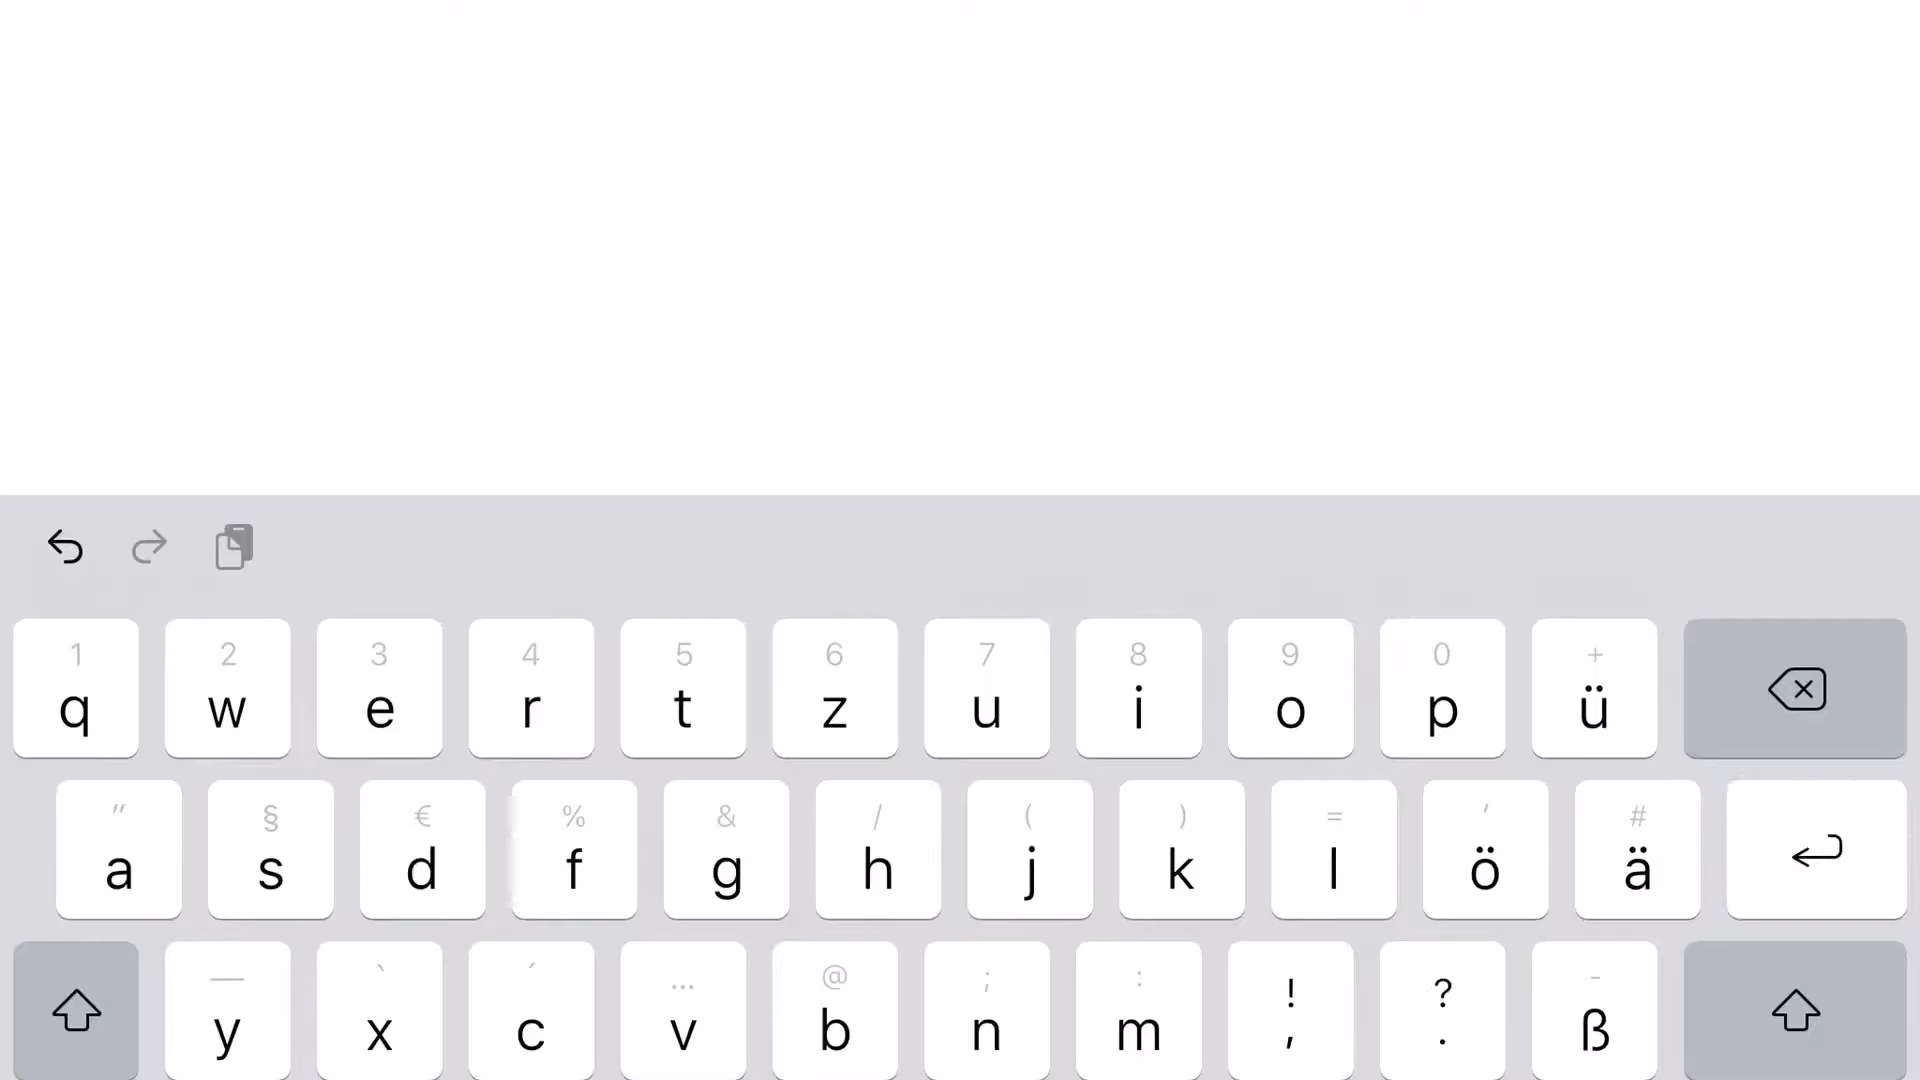 1 2 3 4 5 6 7 8 9 0 +
q w e r t z u i o p ü
" § € % & / ( ) = ' #
a s d f g h j k l ö ä
— ` ´ … @ ; : ! ? -
y x c v b n m , . ß